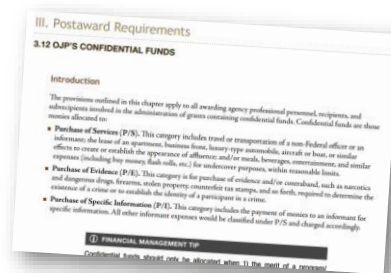 III. Postaward Requirements
3.12 OJP'S CONFIDENTIAL FUNDS
Introduction
The provisions outlined in this chapter apply to all awarding agency professional personnel, recipients, and
subrecipients involved in the administration of grants containing confidential funds. Confidential funds are those
monies allocated to:
▪ Purchase of Services (P/S). This category includes travel or transportation of a non-Federal officer or an
informant; the lease of an apartment, business front, luxury-type automobile, aircraft or boat, or similar
effects to create or establish the appearance of affluence; and/or meals, beverages, entertainment, and similar
expenses (including buy money, flash rolls, etc.) for undercover purposes, within reasonable limits.
▪ Purchase of Evidence (P/E). This category is for purchase of evidence and/or contraband, such as narcotics
and dangerous drugs, firearms, stolen property, counterfeit tax stamps, and so forth, required to determine the
existence of a crime or to establish the identity of a participant in a crime.
▪ Purchase of Specific Information (P/I). This category includes the payment of monies to an informant for
specific information. All other informant expenses would be classified under P/S and charged accordingly.
FINANCIAL MANAGEMENT TIP
Confidential funds should only be allocated when 1) the merit of a program/